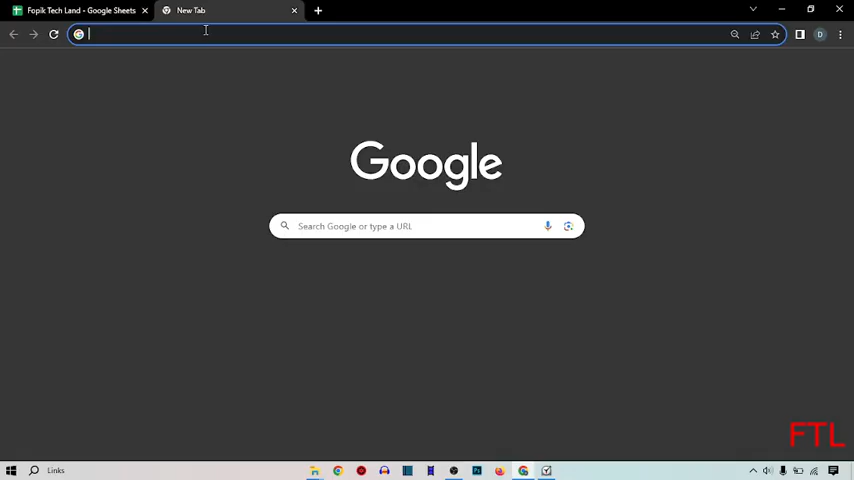 Fopik Tech Land - Google Sheets
New Tab
Google
Search Google or type a URL
D
FTL
Links